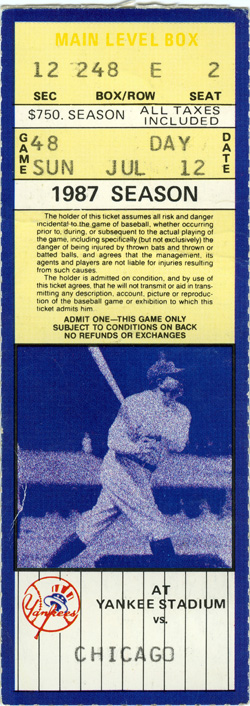 MAIN LEVEL BOX
12 248 E 2
SEC BOX/ROW SEAT
$750. SEASON ALL TAXES INCLUDED
GAME 48 DAY DATE
SUN JUL 12
1987 SEASON
The holder of this ticket assumes all risk and danger
incidental to the game of baseball, whether occurring
prior to, during, or subsequent to the actual playing of
the game, including specifically (but not exclusively) the
danger of being injured by thrown bats and thrown or
batted balls, and agrees that the management, its
agents and players are not liable for injuries resulting
from such causes.
The holder is admitted on condition, and by use of
this ticket agrees, that he will not transmit or aid in trans-
mitting any description, account, picture or reproduc-
tion of the baseball game or exhibition to which this
ticket admits him
ADMIT ONE—THIS GAME ONLY
SUBJECT TO CONDITIONS ON BACK
NO REFUNDS OR EXCHANGES
Yankees
AT
YANKEE STADIUM
vs.
CHICAGO